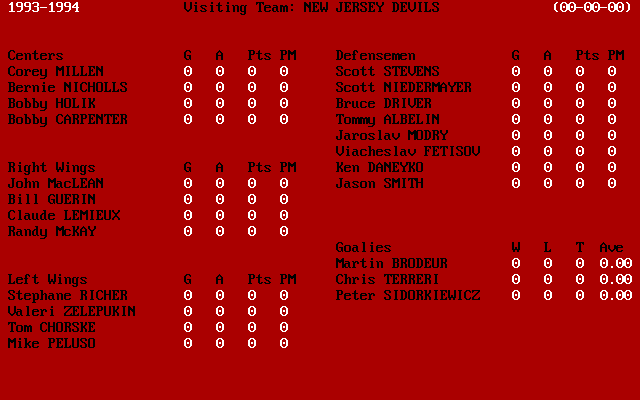 1993-1994 Visiting Team: NEW JERSEY DEVILS (00-00-00)
Centers G A Pts PM
Corey MILLEN 0 0 0 0
Bernie NICHOLLS 0 0 0 0
Bobby HOLIK 0 0 0 0
Bobby CARPENTER 0 0 0 0
Right Wings G A Pts PM
John MacLEAN 0 0 0 0
Bill GUERIN 0 0 0 0
Claude LEMIEUX 0 0 0 0
Randy McKAY 0 0 0 0
Left Wings G A Pts PM
Stephane RICHER 0 0 0 0
Valeri ZELEPUKIN 0 0 0 0
Tom CHORSKE 0 0 0 0
Mike PELUSO 0 0 0 0
Defensemen G A Pts PM
Scott STEVENS 0 0 0 0
Scott NIEDERMAYER 0 0 0 0
Bruce DRIVER 0 0 0 0
Tommy ALBELIN 0 0 0 0
Jaroslav MODRY 0 0 0 0
Viacheslav FETISOV 0 0 0 0
Ken DANEYKO 0 0 0 0
Jason SMITH 0 0 0 0
Goalies W L T Ave
Martin BRODEUR 0 0 0 0.00
Chris TERRERI 0 0 0 0.00
Peter SIDORKIEWICZ 0 0 0 0.00